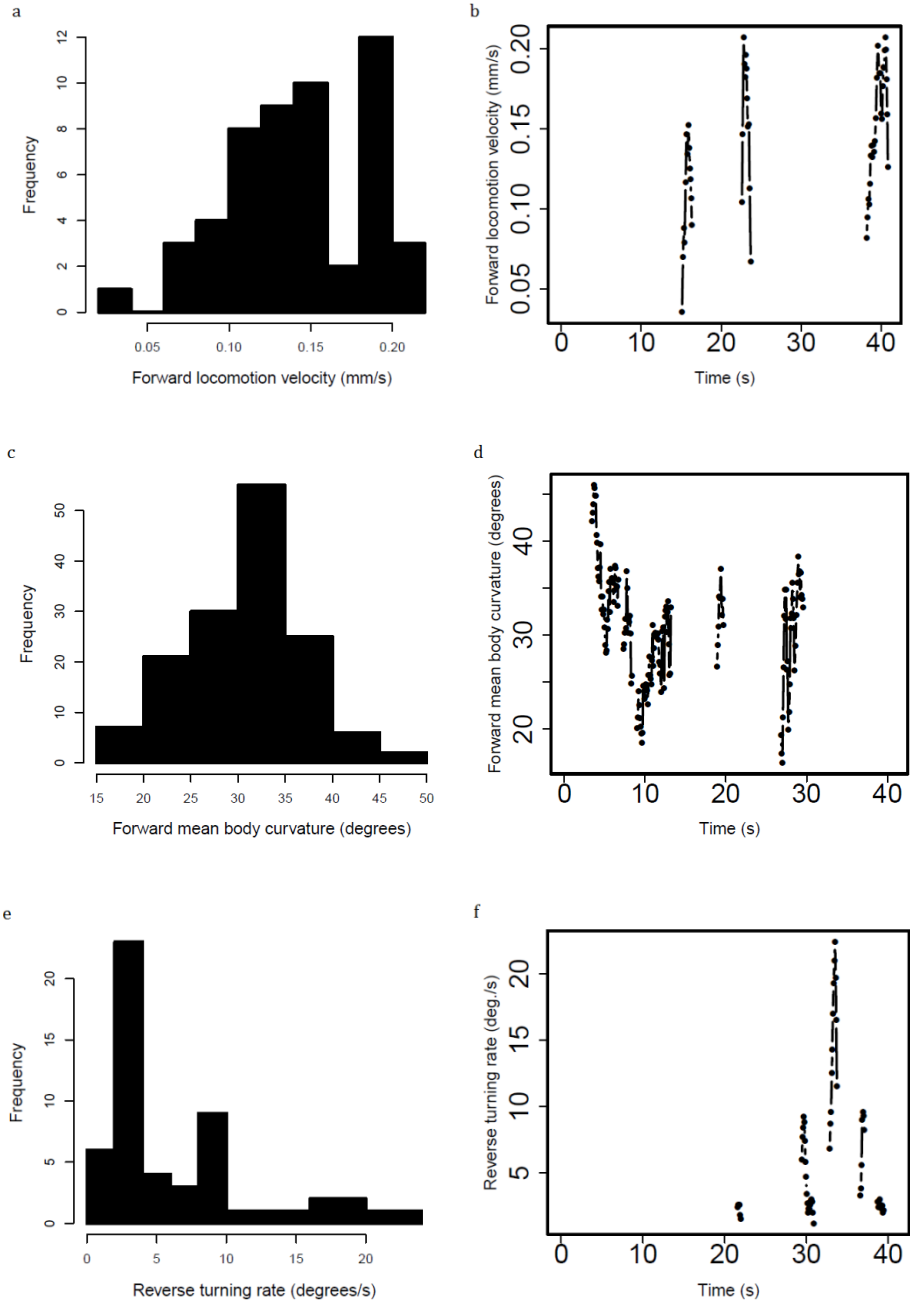 a
12
10
8
6
4
2
0
Frequency
0.05 0.10 0.15 0.20
Forward locomotion velocity (mm/s)
b
0.20
0.15
0.10
0.05
Forward locomotion velocity (mm/s)
0 10 20 30 40
Time (s)
c
50
40
30
20
10
0
Frequency
15 20 25 30 35 40 45 50
Forward mean body curvature (degrees)
d
40
30
20
Forward mean body curvature (degrees)
0 10 20 30 40
Time (s)
e
20
15
10
5
0
Frequency
0 5 10 15 20
Reverse turning rate (degrees/s)
f
20
15
10
5
Reverse turning rate (deg./s)
0 10 20 30 40
Time (s)